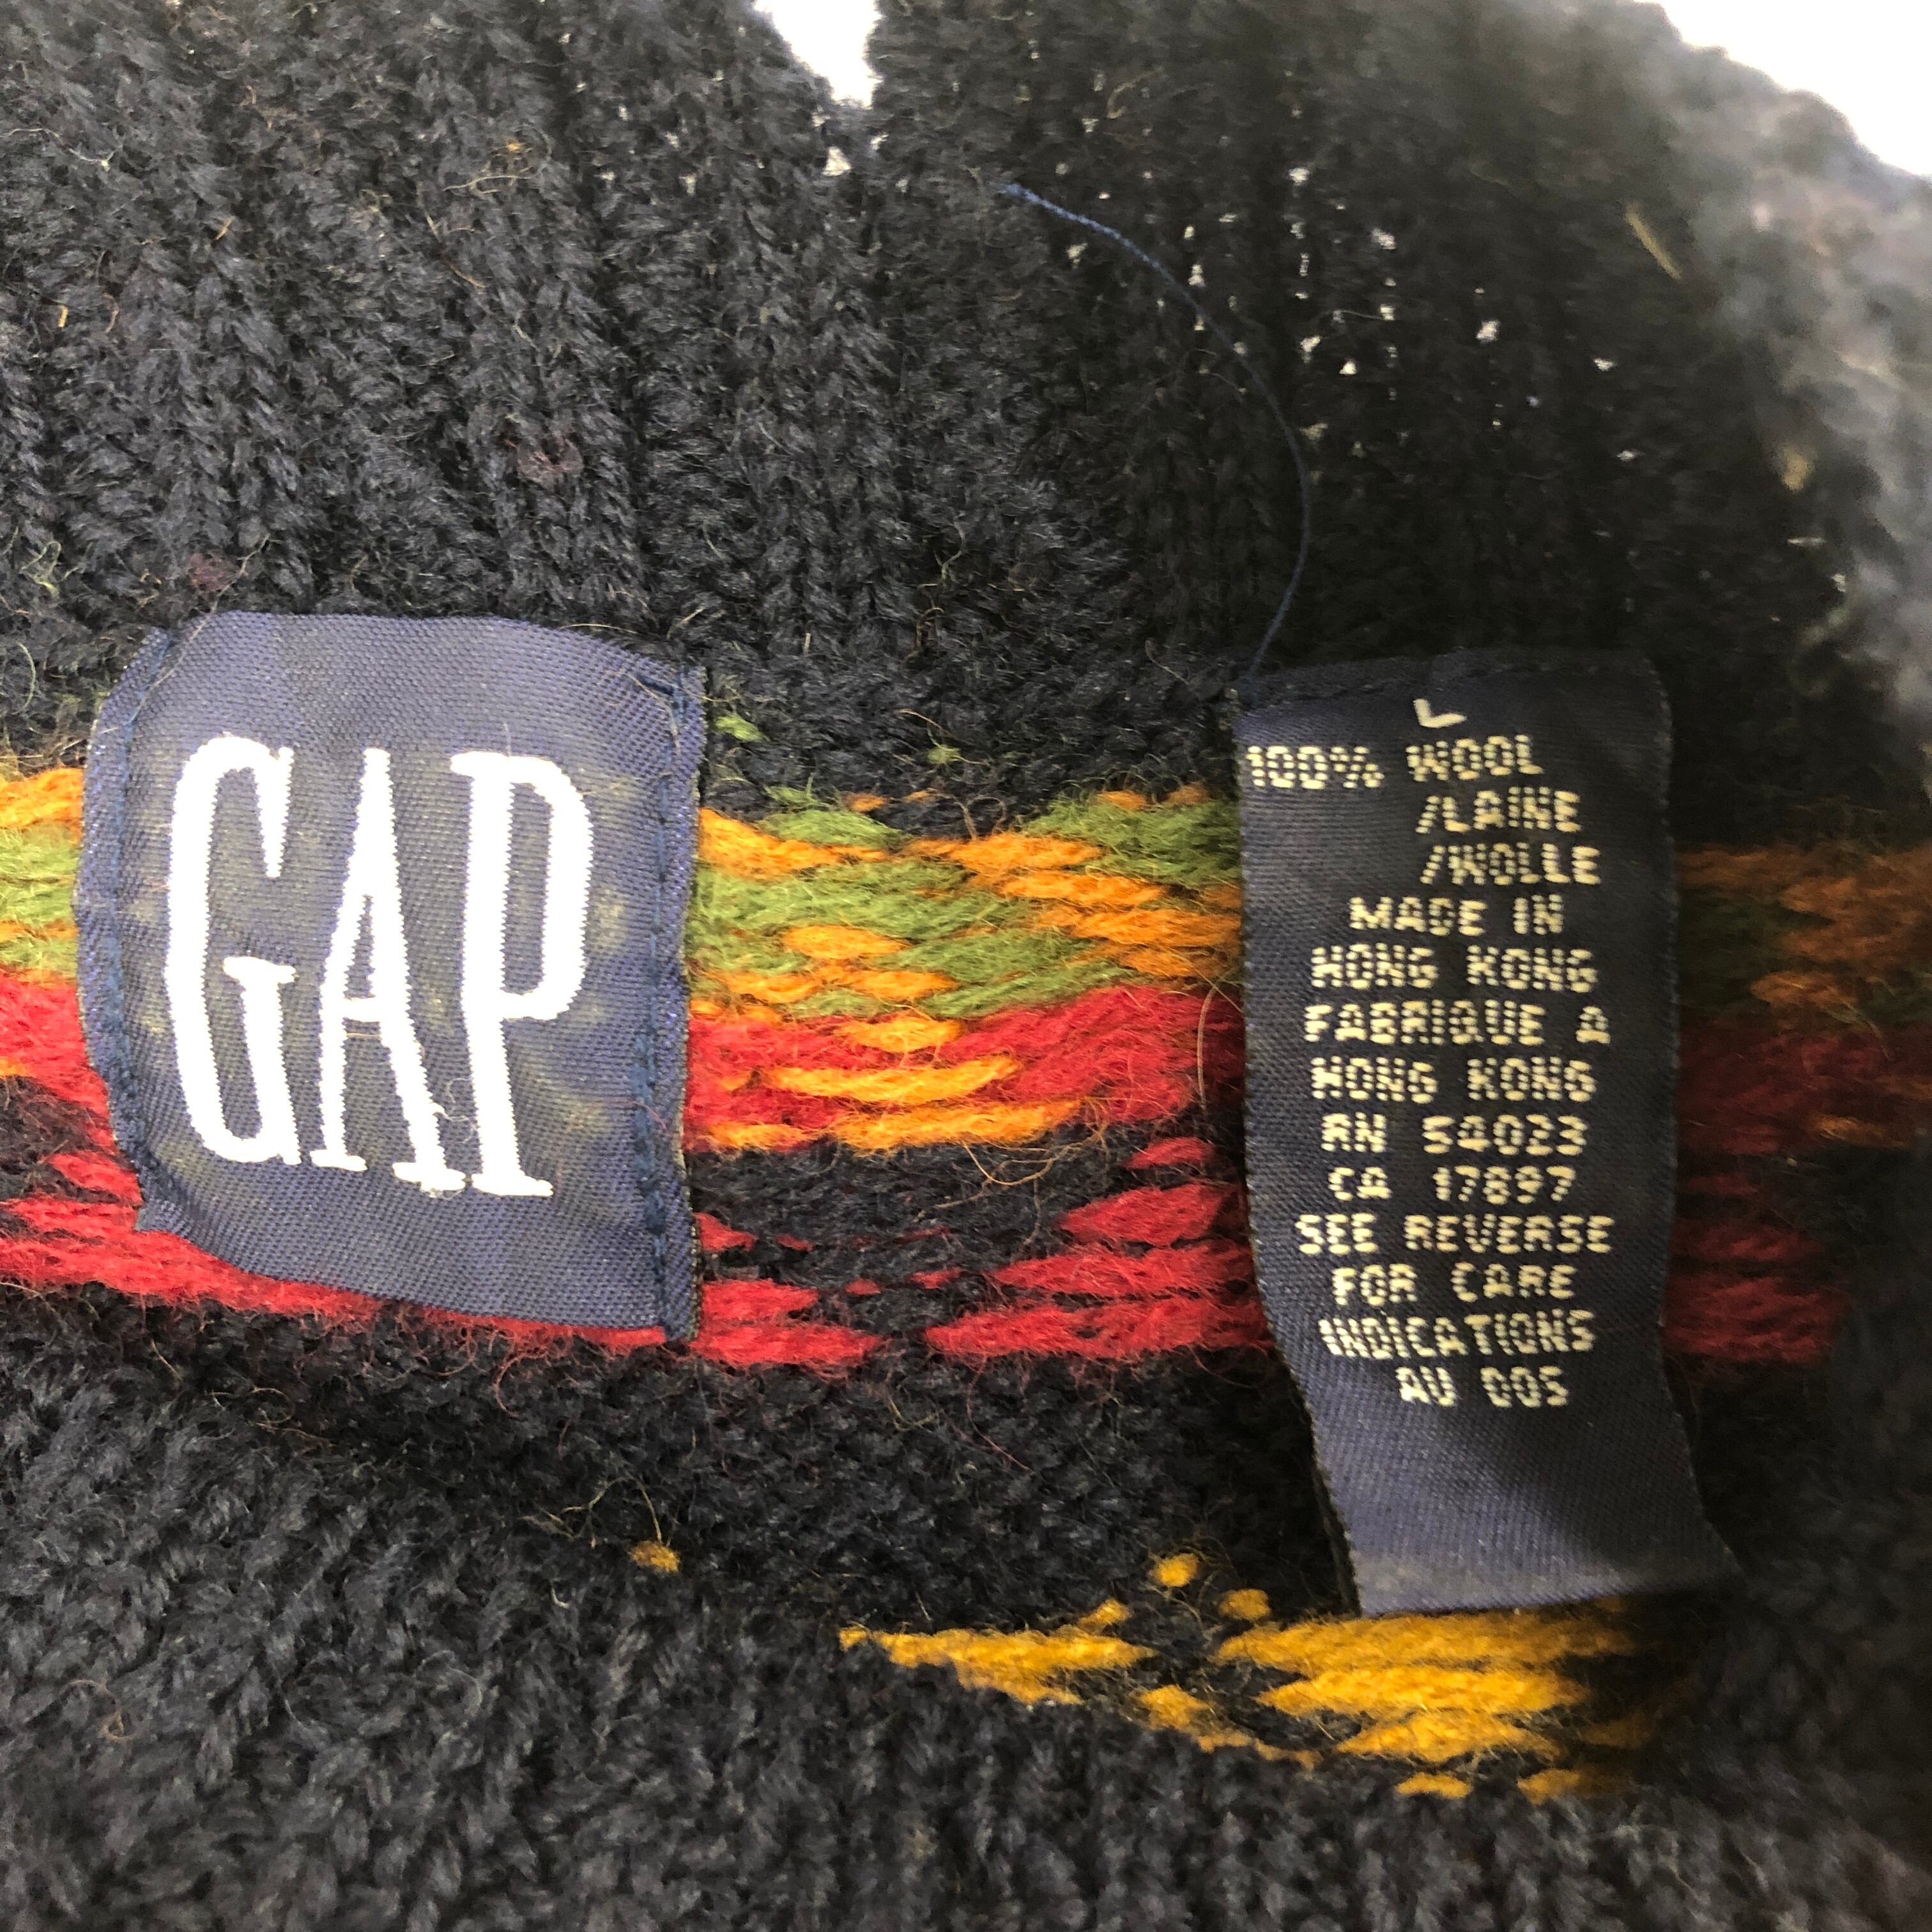 GAP
L
100% WOOL
/LAINE
/WOLLE
MADE IN
HONG KONG
FABRIQUE A
HONG KONG
RN 54023
CA 17897
SEE REVERSE
FOR CARE
INDICATIONS
AU DOS